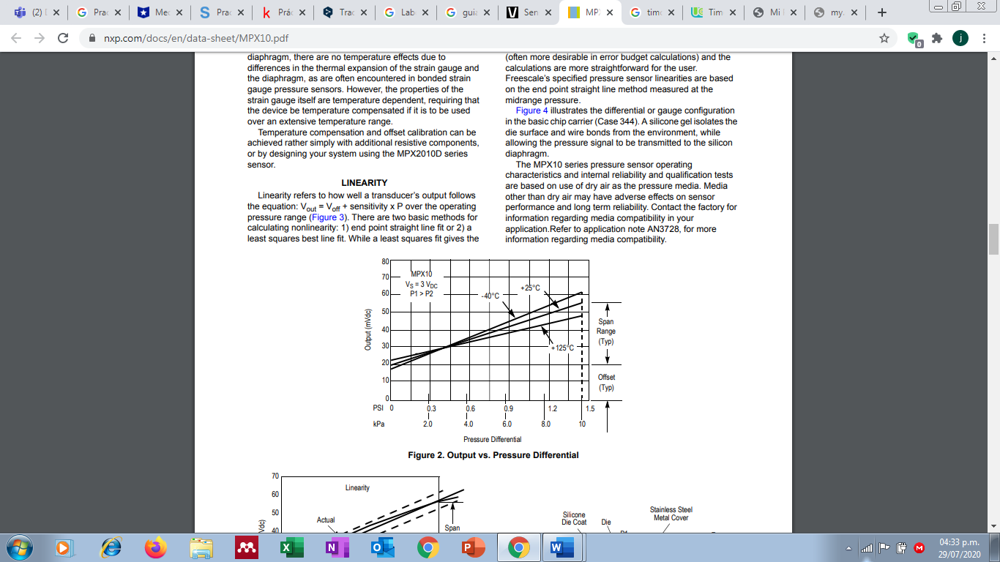 (2) I
Prac
Mec
Prac
Prác
Trac
Lab
guia
Sen
MP
timo
Tim
Mi
my.
nxp.com/docs/en/data-sheet/MPX10.pdf
0
j
diaphragm, there are no temperature effects due to
differences in the thermal expansion of the strain gauge and
the diaphragm, as are often encountered in bonded strain
gauge pressure sensors. However, the properties of the
strain gauge itself are temperature dependent, requiring that
the device be temperature compensated if it is to be used
over an extensive temperature range.
Temperature compensation and offset calibration can be
achieved rather simply with additional resistive components,
or by designing your system using the MPX2010D series
sensor.
LINEARITY
Linearity refers to how well a transducer's output follows
the equation: Vout = Voff + sensitivity x P over the operating
pressure range (Figure 3). There are two basic methods for
calculating nonlinearity: 1) end point straight line fit or 2) a
least squares best line fit. While a least squares fit gives the
(often more desirable in error budget calculations) and the
calculations are more straightforward for the user.
Freescale's specified pressure sensor linearities are based
on the end point straight line method measured at the
midrange pressure.
Figure 4 illustrates the differential or gauge configuration
in the basic chip carrier (Case 344). A silicone gel isolates the
die surface and wire bonds from the environment, while
allowing the pressure signal to be transmitted to the silicon
diaphragm.
The MPX10 series pressure sensor operating
characteristics and internal reliability and qualification tests
are based on use of dry air as the pressure media. Media
other than dry air may have adverse effects on sensor
performance and long term reliability. Contact the factory for
information regarding media compatibility in your
application.Refer to application note AN3728, for more
information regarding media compatibility.
80
70
60
50
40
30
20
10
0
Output (mVdc)
MPX10
VS = 3 VDC
P1 > P2
-40°C
+25°C
+125°C
Span
Range
(Typ)
Offset
(Typ)
PSI 0 0.3 0.6 0.9 1.2 1.5
kPa 2.0 4.0 6.0 8.0 10
Pressure Differential
Figure 2. Output vs. Pressure Differential
70
60
50
40
Vdc)
Linearity
Actual
Span
Silicone
Die Coat
Die
P1
Stainless Steel
Metal Cover
04:33 p.m.
29/07/2020